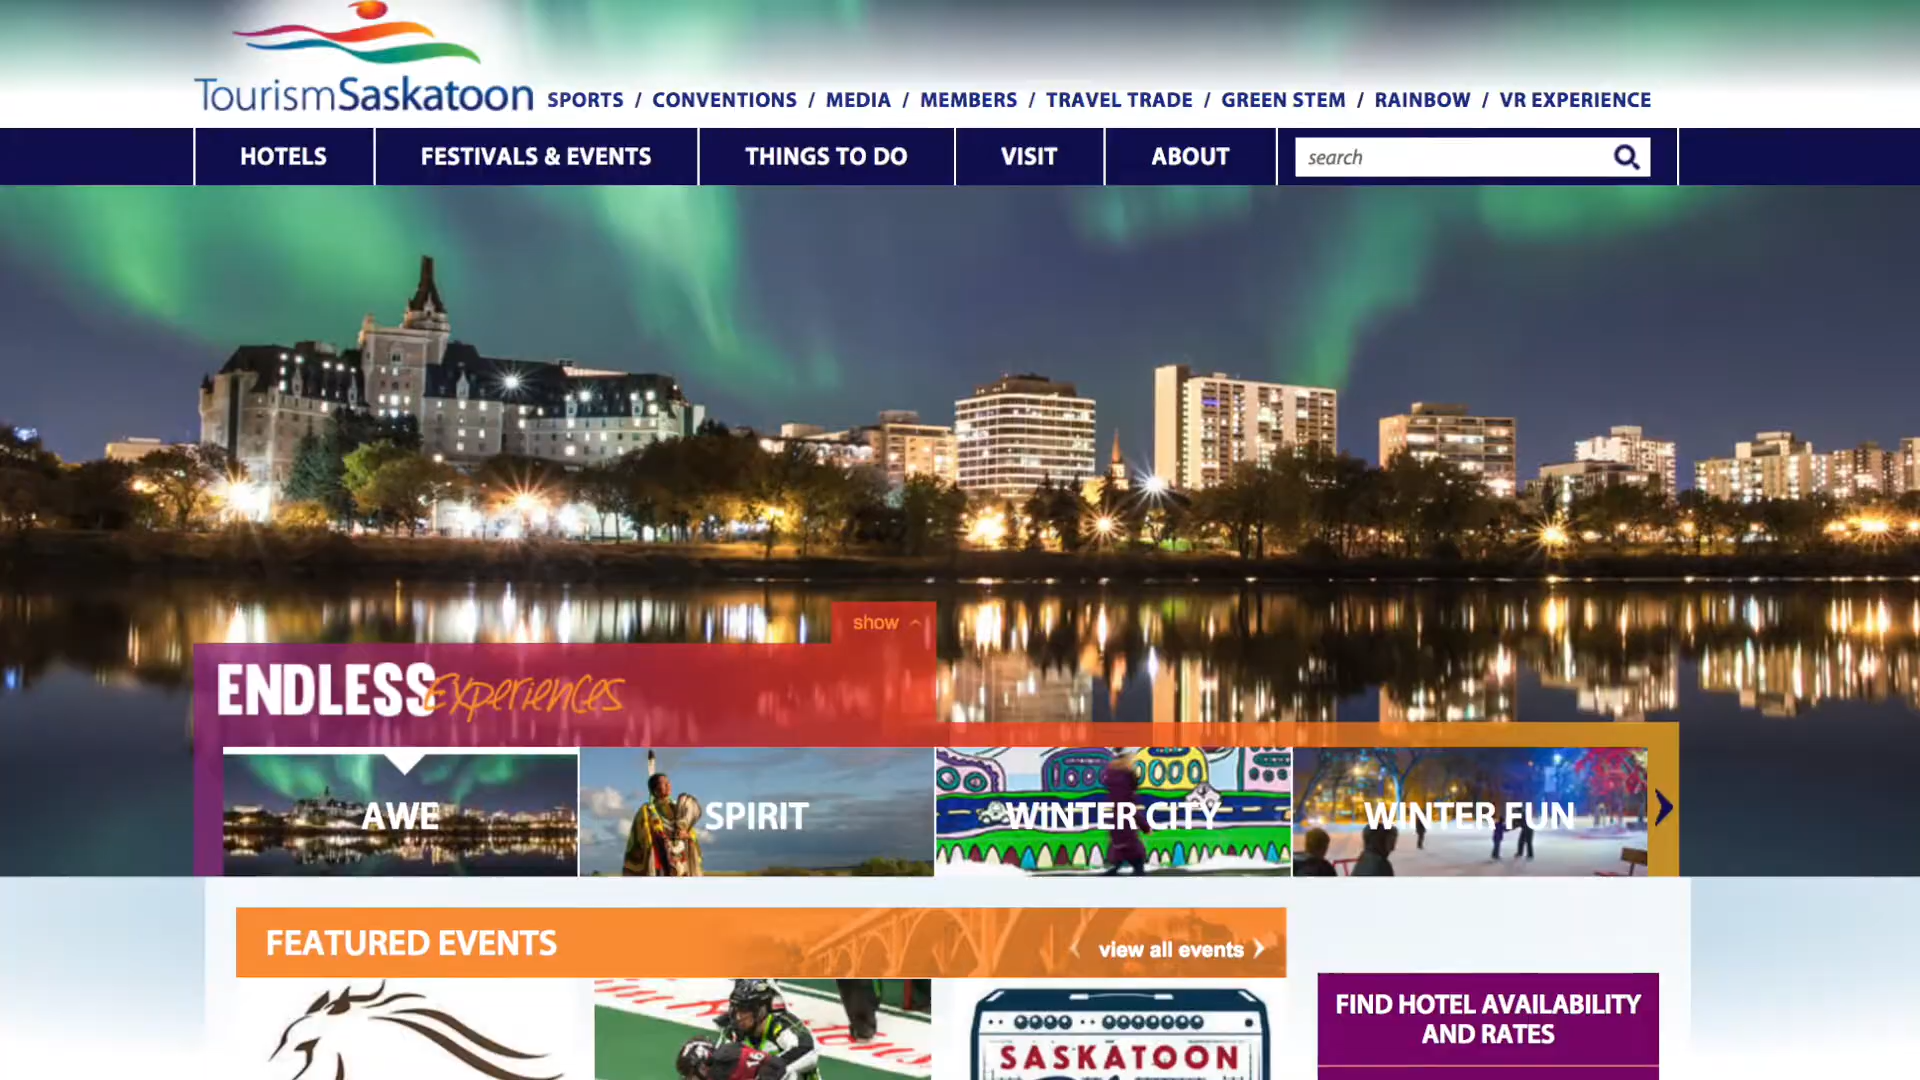 TourismSaskatoon
SPORTS / CONVENTIONS / MEDIA / MEMBERS / TRAVEL TRADE / GREEN STEM / RAINBOW / VR EXPERIENCE
HOTELS
FESTIVALS & EVENTS
THINGS TO DO
VISIT
ABOUT
search
show
ENDLESS Experiences
AWE
SPIRIT
WINTER CITY
WINTER FUN
FEATURED EVENTS
view all events
SASKATOON
16
FIND HOTEL AVAILABILITY
AND RATES